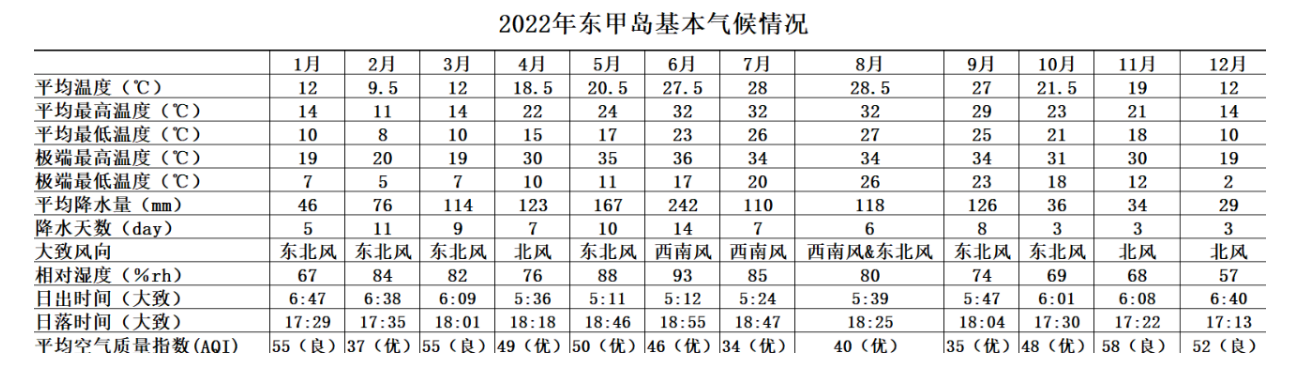 2022年东甲岛基本气候情况
1月 2月 3月 4月 5月 6月 7月 8月 9月 10月 11月 12月
平均温度（℃） 12 9.5 12 18.5 20.5 27.5 28 28.5 27 21.5 19 12
平均最高温度（℃） 14 11 14 22 24 32 32 32 29 23 21 14
平均最低温度（℃） 10 8 10 15 17 23 26 27 25 21 18 10
极端最高温度（℃） 19 20 19 30 35 36 34 34 34 31 30 19
极端最低温度（℃） 7 5 7 10 11 17 20 26 23 18 12 2
平均降水量（mm） 46 76 114 123 167 242 110 118 126 36 34 29
降水天数（day） 5 11 9 7 10 14 7 6 8 3 3 3
大致风向 东北风 东北风 东北风 北风 东北风 西南风 西南风 西南风&东北风 东北风 东北风 北风 北风
相对湿度（%rh） 67 84 82 76 88 93 85 80 74 69 68 57
日出时间（大致） 6:47 6:38 6:09 5:36 5:11 5:12 5:24 5:39 5:47 6:01 6:08 6:40
日落时间（大致） 17:29 17:35 18:01 18:18 18:46 18:55 18:47 18:25 18:04 17:30 17:22 17:13
平均空气质量指数(AQI) 55（良） 37（优） 55（良） 49（优） 50（优） 46（优） 34（优） 40（优） 35（优） 48（优） 58（良） 52（良）